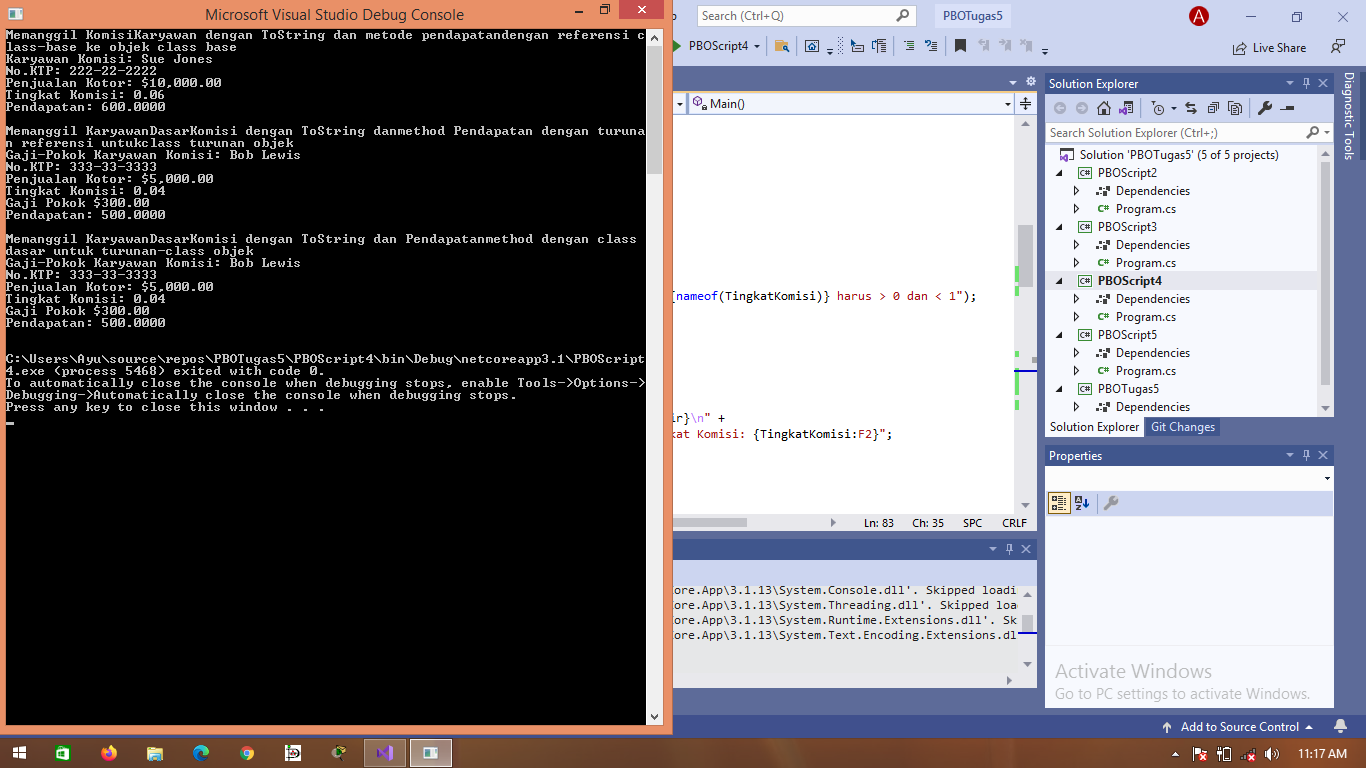 Microsoft Visual Studio Debug Console
Memanggil KomisiKaryawan dengan ToString dan metode pendapatandengan referensi c
lass-base ke objek class base
Karyawan Komisi: Sue Jones
No.KTP: 222-22-2222
Penjualan Kotor: $10,000.00
Tingkat Komisi: 0.06
Pendapatan: 600.0000
Memanggil KaryawanDasarKomisi dengan ToString danmethod Pendapatan dengan turuna
n referensi untukclass turunan objek
Gaji-Pokok Karyawan Komisi: Bob Lewis
No.KTP: 333-33-3333
Penjualan Kotor: $5,000.00
Tingkat Komisi: 0.04
Gaji Pokok $300.00
Pendapatan: 500.0000
Memanggil KaryawanDasarKomisi dengan ToString dan Pendapatanmethod dengan class
dasar untuk turunan-class objek
Gaji-Pokok Karyawan Komisi: Bob Lewis
No.KTP: 333-33-3333
Penjualan Kotor: $5,000.00
Tingkat Komisi: 0.04
Gaji Pokok $300.00
Pendapatan: 500.0000
C:\Users\Ayu\source\repos\PBOTugas5\PBOScript4\bin\Debug\netcoreapp3.1\PBOScript
4.exe (process 5468) exited with code 0.
To automatically close the console when debugging stops, enable Tools->Options->
Debugging->Automatically close the console when debugging stops.
Press any key to close this window . . .
Search (Ctrl+Q)
PBOTugas5
A
PBOScript4
Live Share
Main()
{nameof(TingkatKomisi)} harus > 0 dan < 1");
ir}\n" +
kat Komisi: {TingkatKomisi:F2}";
Ln: 83 Ch: 35 SPC CRLF
ore.App\3.1.13\System.Console.dll'. Skipped loadi
ore.App\3.1.13\System.Threading.dll'. Skipped loa
ore.App\3.1.13\System.Runtime.Extensions.dll'. Sk
ore.App\3.1.13\System.Text.Encoding.Extensions.dl
Solution Explorer
Search Solution Explorer (Ctrl+;)
Solution 'PBOTugas5' (5 of 5 projects)
C# PBOScript2
Dependencies
C# Program.cs
C# PBOScript3
Dependencies
C# Program.cs
C# PBOScript4
Dependencies
C# Program.cs
C# PBOScript5
Dependencies
C# Program.cs
C# PBOTugas5
Dependencies
Solution Explorer Git Changes
Properties
Diagnostic Tools
Activate Windows
Go to PC settings to activate Windows.
Add to Source Control
11:17 AM